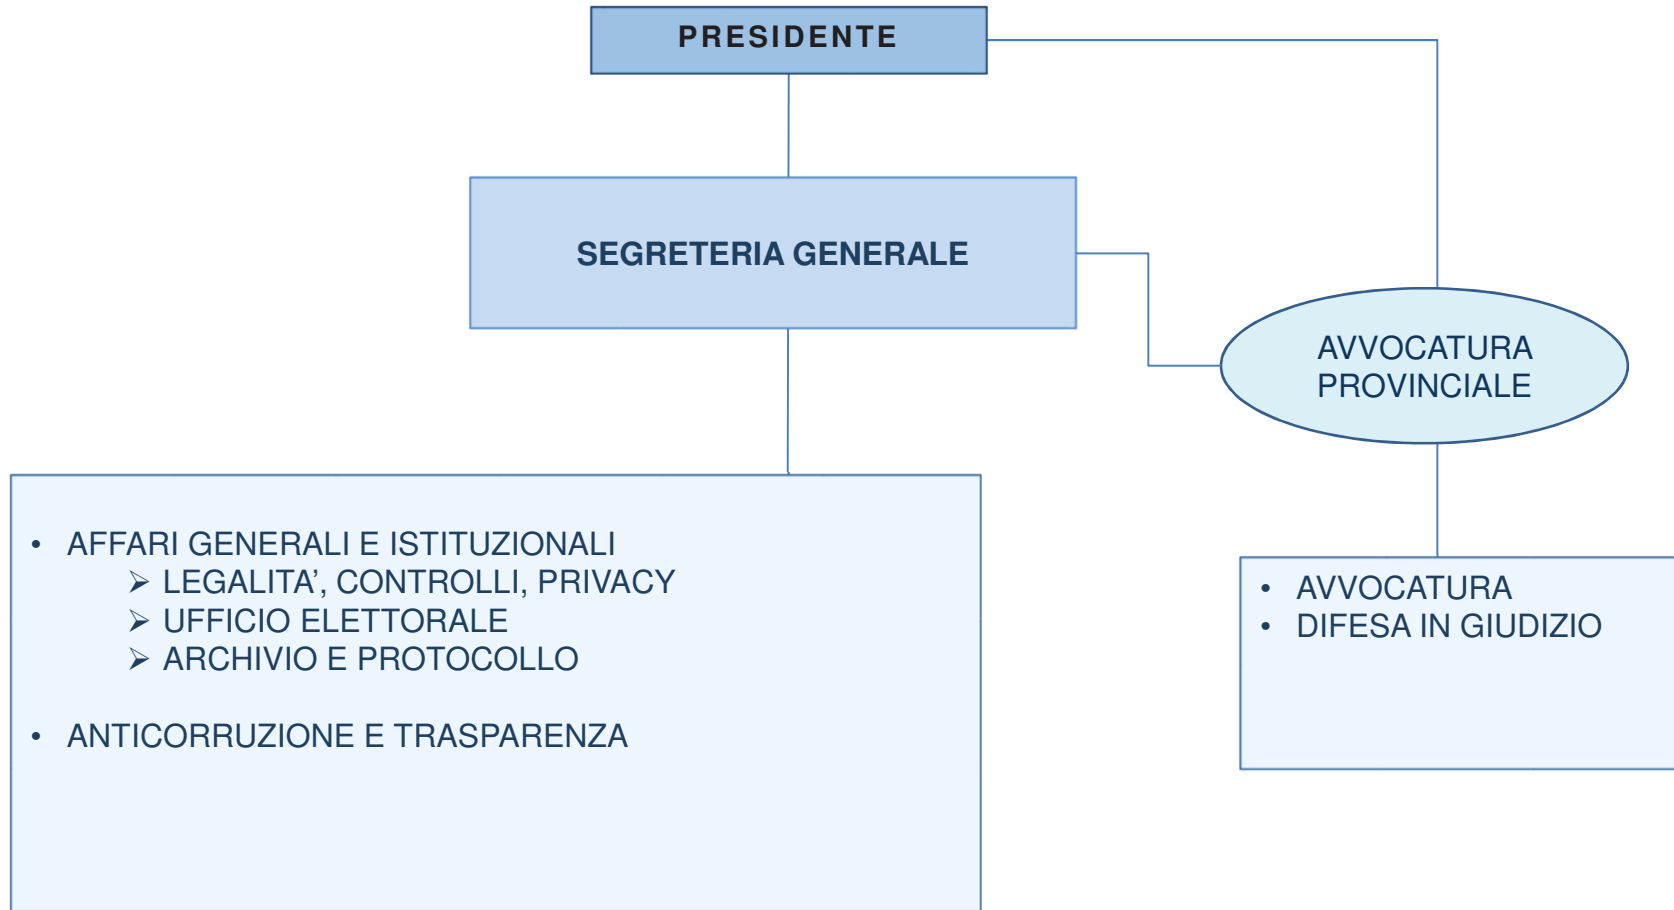 PRESIDENTE
SEGRETERIA GENERALE
AVVOCATURA
PROVINCIALE
• AFFARI GENERALI E ISTITUZIONALI
➢ LEGALITA’, CONTROLLI, PRIVACY
➢ UFFICIO ELETTORALE
➢ ARCHIVIO E PROTOCOLLO
• ANTICORRUZIONE E TRASPARENZA
• AVVOCATURA
• DIFESA IN GIUDIZIO